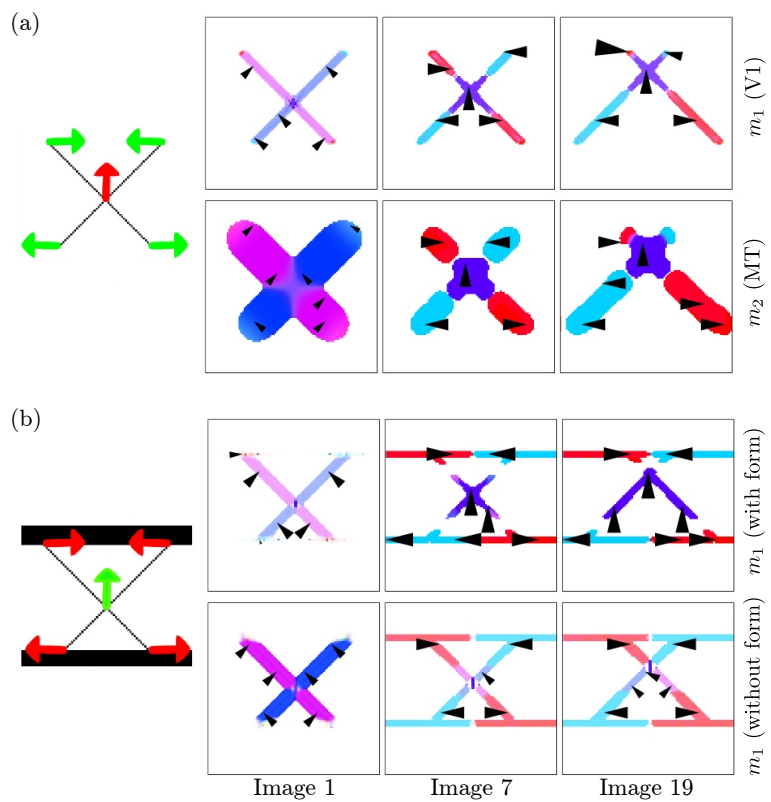 (a)
m₁ (V1)
m₂ (MT)
(b)
m₁ (with form)
m₁ (without form)
Image 1
Image 7
Image 19